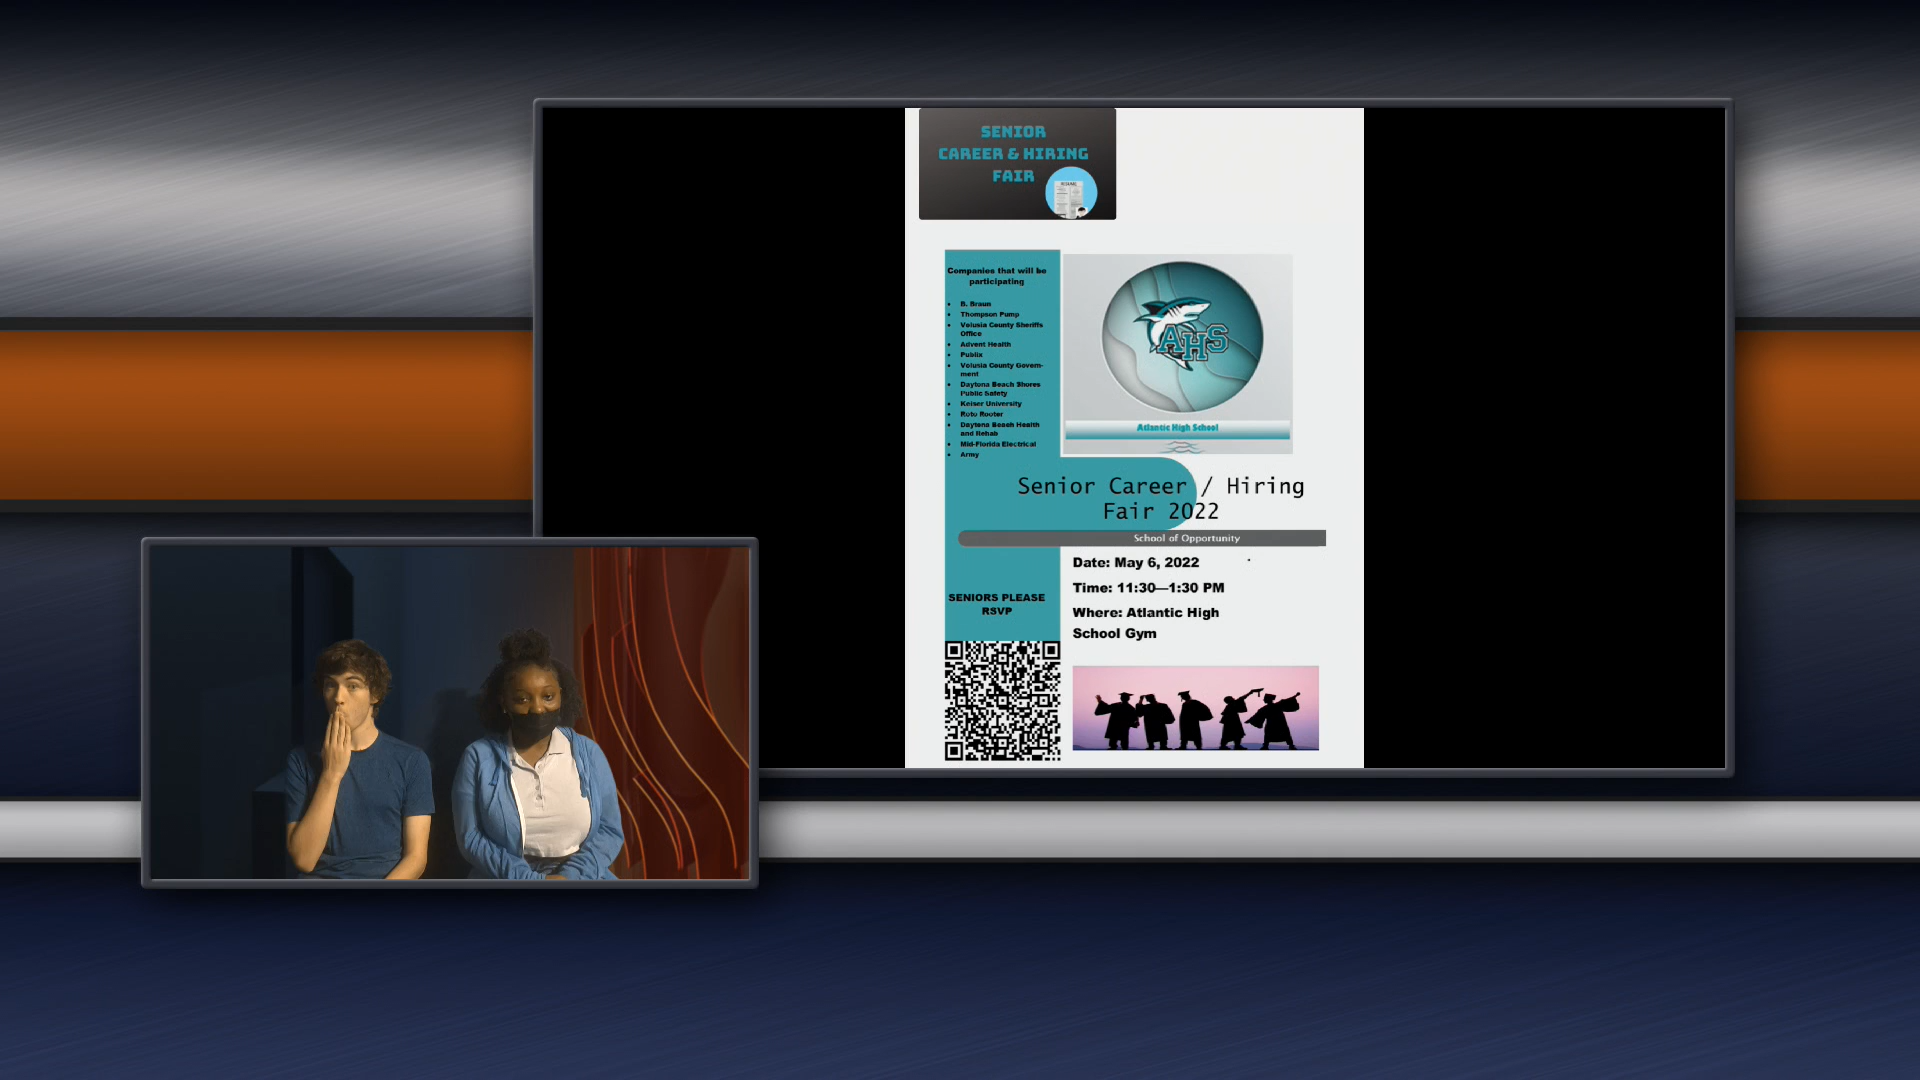 SENIOR
CAREER & HIRING
FAIR
RESUME
Companies that will be
participating
• B. Braun
• Thompson Pump
• Volusia County Sheriffs
Office
• Advent Health
• Publix
• Volusia County Govern-
ment
• Daytona Beach Shores
Public Safety
• Keiser University
• Roto Rooter
• Daytona Beach Health
and Rehab
• Mid-Florida Electrical
• Army
AHS
Atlantic High School
Senior Career / Hiring
Fair 2022
School of Opportunity
Date: May 6, 2022
Time: 11:30—1:30 PM
Where: Atlantic High
School Gym
SENIORS PLEASE
RSVP